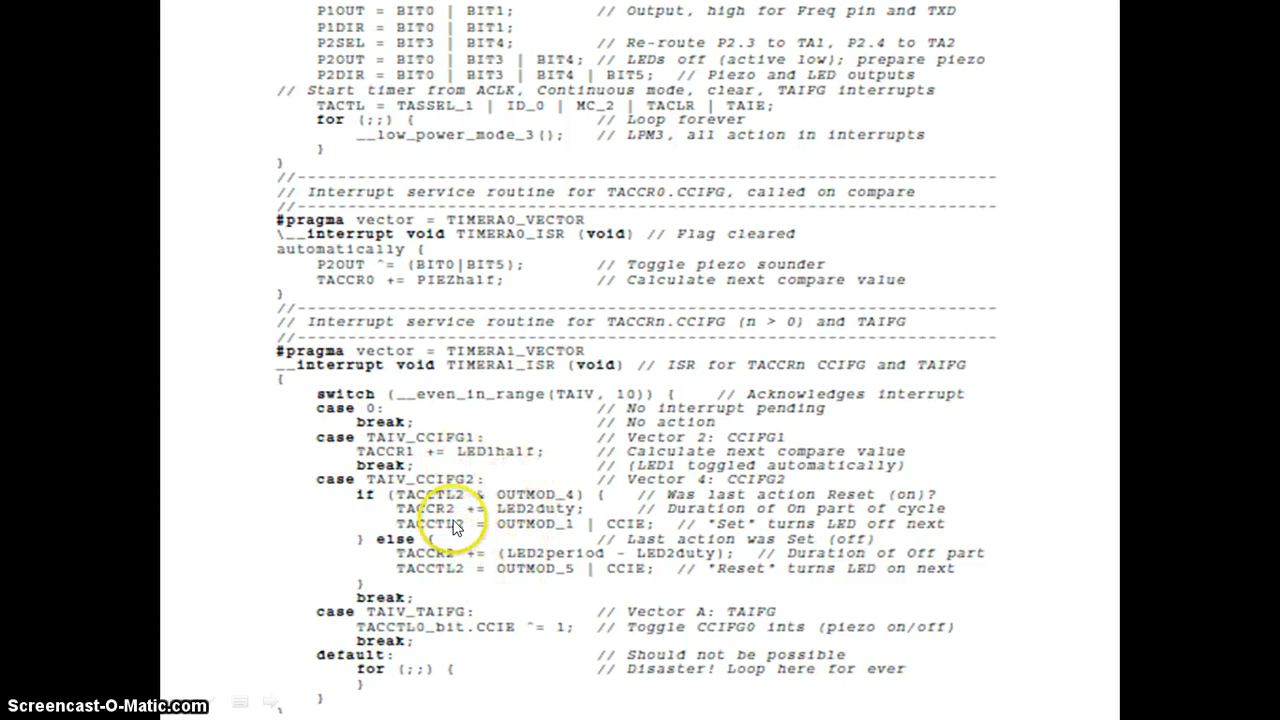 P1OUT = BIT0 | BIT1; // Output, high for Freq pin and TXD
P1DIR = BIT0 | BIT1;
P2SEL = BIT3 | BIT4; // Re-route P2.3 to TA1, P2.4 to TA2
P2OUT = BIT0 | BIT3 | BIT4; // LEDs off (active low); prepare piezo
P2DIR = BIT0 | BIT3 | BIT4 | BIT5; // Piezo and LED outputs
// Start timer from ACLK, Continuous mode, clear, TAIFG interrupts
TACTL = TASSEL_1 | ID_0 | MC_2 | TACLR | TAIE;
for (;;) { // Loop forever
__low_power_mode_3(); // LPM3, all action in interrupts
}
}
//----------------------------------------------------------------------
// Interrupt service routine for TACCR0.CCIFG, called on compare
//----------------------------------------------------------------------
#pragma vector = TIMERA0_VECTOR
\__interrupt void TIMERA0_ISR (void) // Flag cleared
automatically {
P2OUT ^= (BIT0|BIT5); // Toggle piezo sounder
TACCR0 += PIEZhalf; // Calculate next compare value
}
//----------------------------------------------------------------------
// Interrupt service routine for TACCRn.CCIFG (n > 0) and TAIFG
//----------------------------------------------------------------------
#pragma vector = TIMERA1_VECTOR
__interrupt void TIMERA1_ISR (void) // ISR for TACCRn CCIFG and TAIFG
{
switch (__even_in_range(TAIV, 10)) { // Acknowledges interrupt
case 0: // No interrupt pending
break; // No action
case TAIV_CCIFG1: // Vector 2: CCIFG1
TACCR1 += LED1half; // Calculate next compare value
break; // (LED1 toggled automatically)
case TAIV_CCIFG2: // Vector 4: CCIFG2
if (TACCTL2 & OUTMOD_4) { // Was last action Reset (on)?
TACCR2 += LED2duty; // Duration of On part of cycle
TACCTL2 = OUTMOD_1 | CCIE; // "Set" turns LED off next
} else { // Last action was Set (off)
TACCR2 += (LED2period - LED2duty); // Duration of Off part
TACCTL2 = OUTMOD_5 | CCIE; // "Reset" turns LED on next
}
break;
case TAIV_TAIFG: // Vector A: TAIFG
TACCTL0_bit.CCIE ^= 1; // Toggle CCIFG0 ints (piezo on/off)
break;
default: // Should not be possible
for (;;) { // Disaster! Loop here for ever
}
}
}
Screencast-O-Matic.com